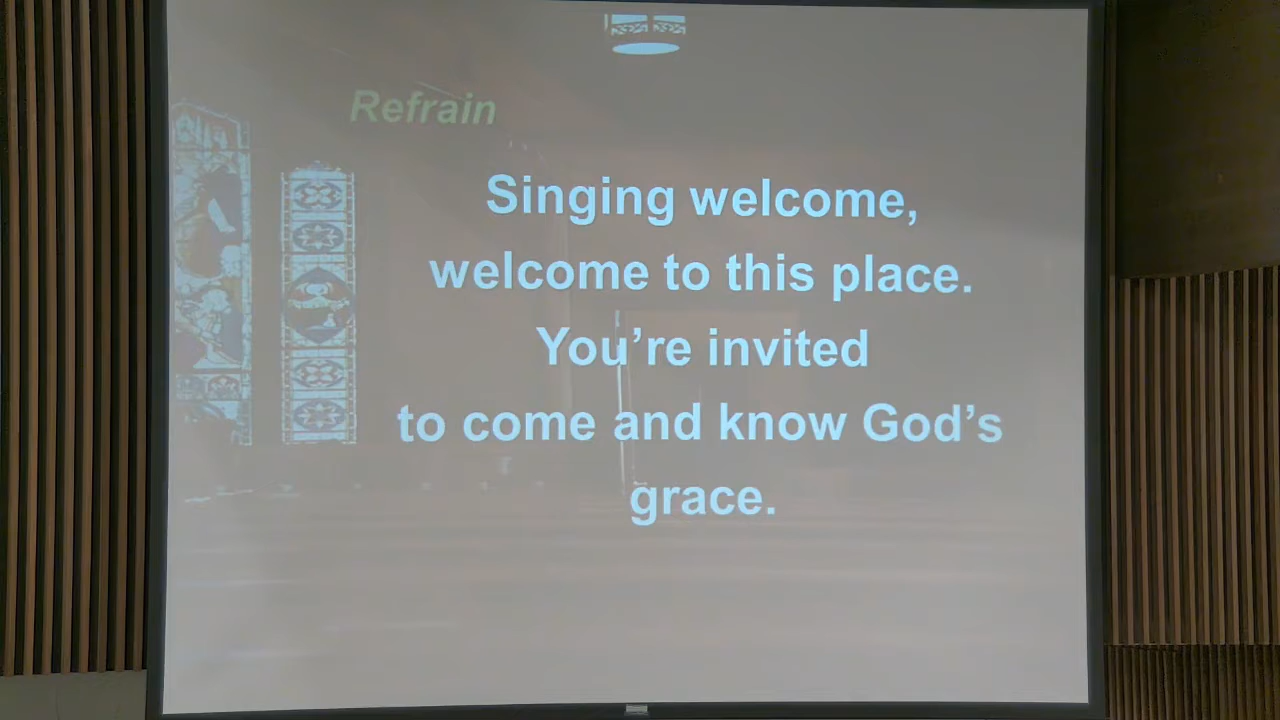 Refrain
Singing welcome,
welcome to this place.
You’re invited
to come and know God’s
grace.